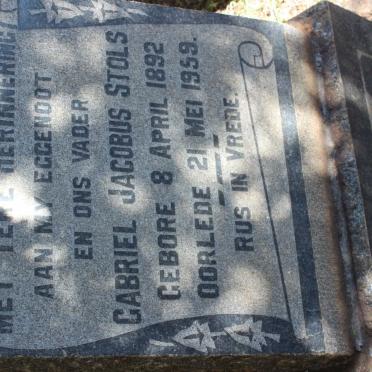 MET TERE HERINNERING
AAN MY EGGENOOT
EN ONS VADER
GABRIEL JACOBUS STOLS
GEBORE 8 APRIL 1892
OORLEDE 21 MEI 1959.
RUS IN VREDE.